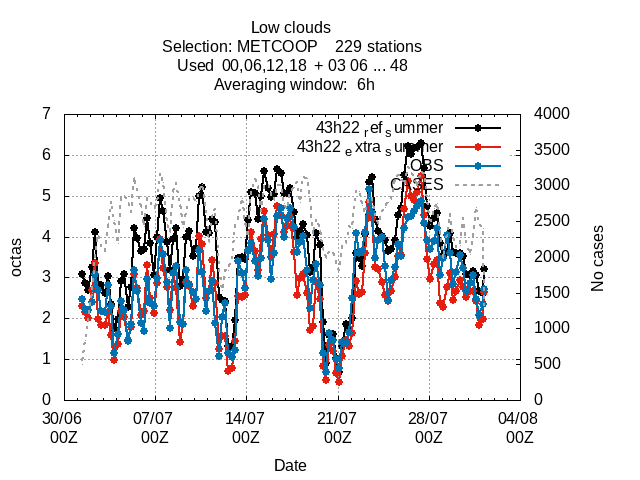 Low clouds
Selection: METCOOP 229 stations
Used 00,06,12,18 + 03 06 ... 48
Averaging window: 6h
43h22 ref summer
43h22 extra summer
OBS
CASES
octas
7
6
5
4
3
2
1
0
No cases
4000
3500
3000
2500
2000
1500
1000
500
0
30/06 07/07 14/07 21/07 28/07 04/08
00Z 00Z 00Z 00Z 00Z 00Z
Date